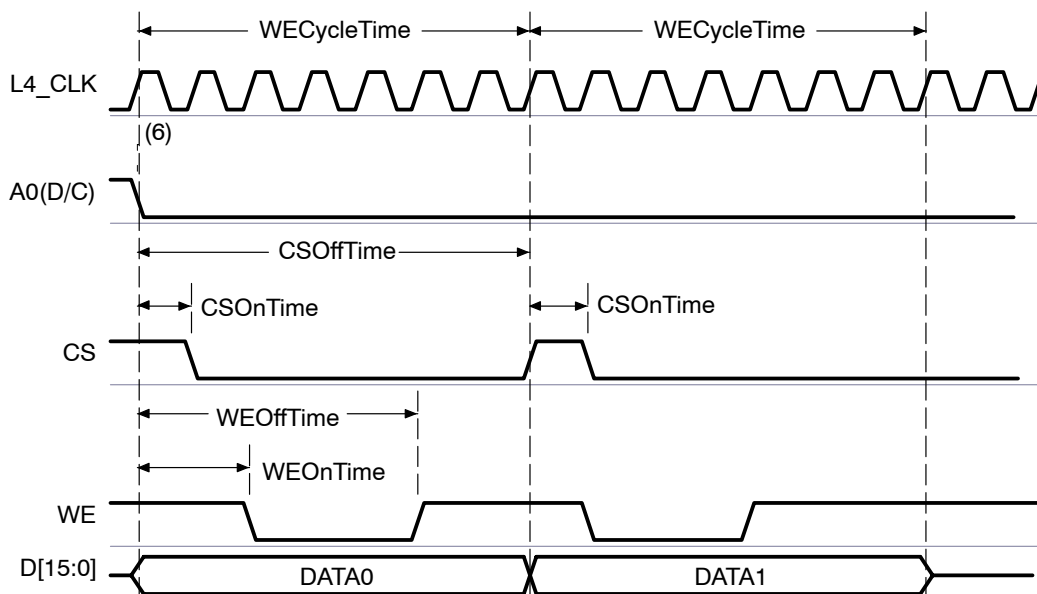 WECycleTime WECycleTime
L4_CLK
(6)
A0(D/C)
CSOffTime
CSOnTime CSOnTime
CS
WEOffTime
WEOnTime
WE
D[15:0] DATA0 DATA1